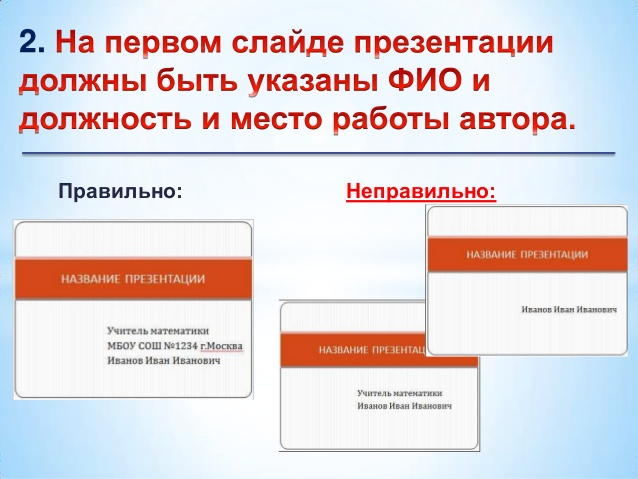 2. На первом слайде презентации
должны быть указаны ФИО и
должность и место работы автора.
Правильно:
НАЗВАНИЕ ПРЕЗЕНТАЦИИ
Учитель математики
МБОУ СОШ №1234 г.Москва
Иванов Иван Иванович
Неправильно:
НАЗВАНИЕ ПРЕЗЕНТАЦИИ
Иванов Иван Иванович
НАЗВАНИЕ ПРЕЗЕНТАЦ
Учитель математики
Иванов Иван Иванович